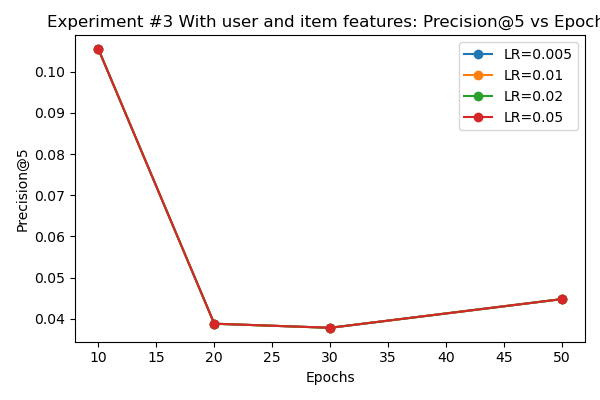 Experiment #3 With user and item features: Precision@5 vs Epoch
LR=0.005
LR=0.01
LR=0.02
LR=0.05
Precision@5
0.10
0.09
0.08
0.07
0.06
0.05
0.04
10 15 20 25 30 35 40 45 50
Epochs